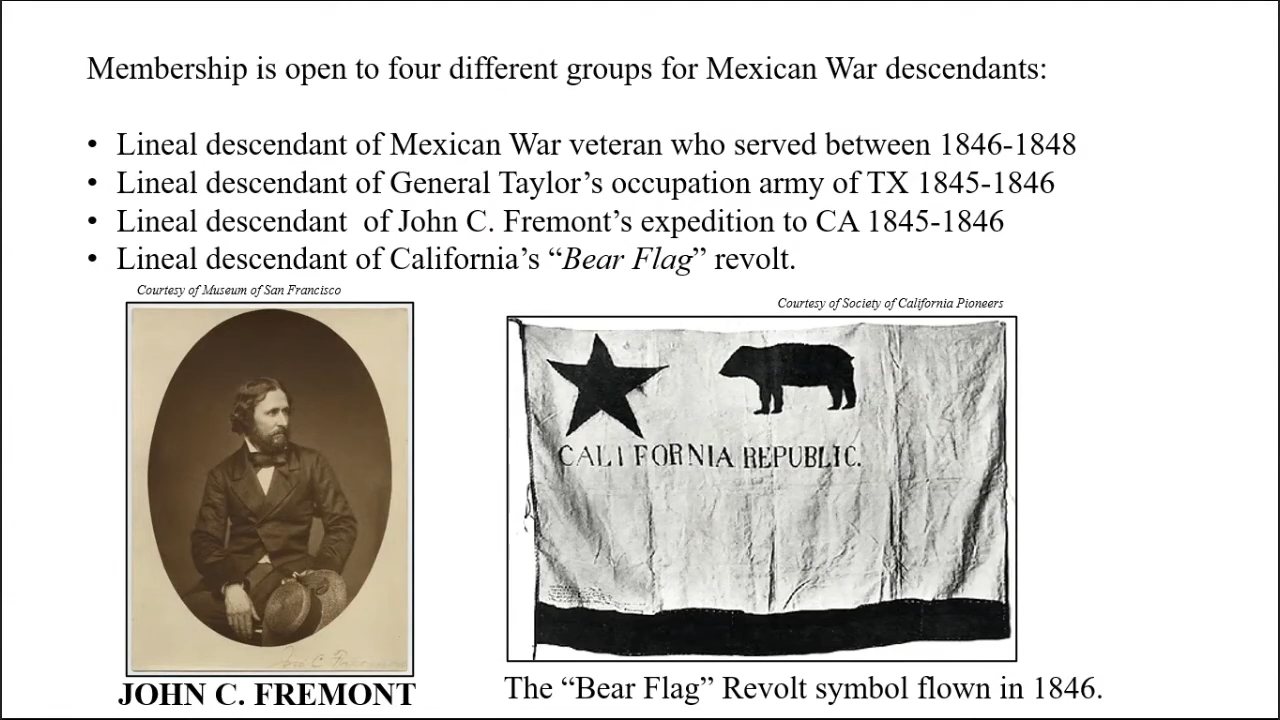 Membership is open to four different groups for Mexican War descendants:
• Lineal descendant of Mexican War veteran who served between 1846-1848
• Lineal descendant of General Taylor’s occupation army of TX 1845-1846
• Lineal descendant  of John C. Fremont’s expedition to CA 1845-1846
• Lineal descendant of California’s “Bear Flag” revolt.
Courtesy of Museum of San Francisco
Courtesy of Society of California Pioneers
CALIFORNIA REPUBLIC.
JOHN C. FREMONT
The “Bear Flag” Revolt symbol flown in 1846.